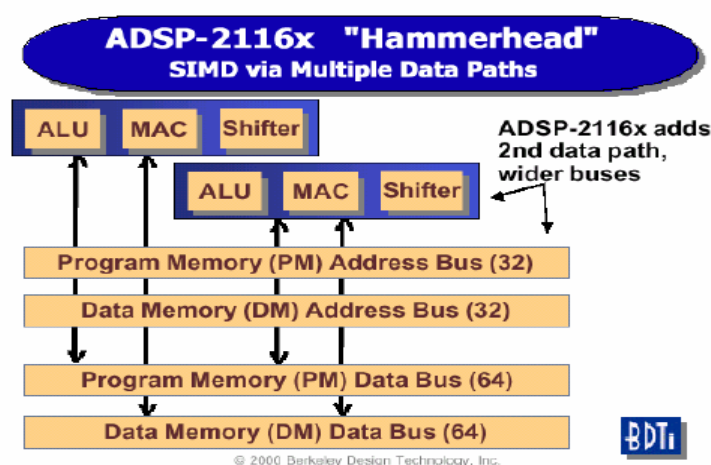 ADSP-2116x "Hammerhead"
SIMD via Multiple Data Paths
ALU MAC Shifter
ADSP-2116x adds
2nd data path,
wider buses
ALU MAC Shifter
Program Memory (PM) Address Bus (32)
Data Memory (DM) Address Bus (32)
Program Memory (PM) Data Bus (64)
Data Memory (DM) Data Bus (64)
BDTi
© 2000 Berkeley Design Technology, Inc.